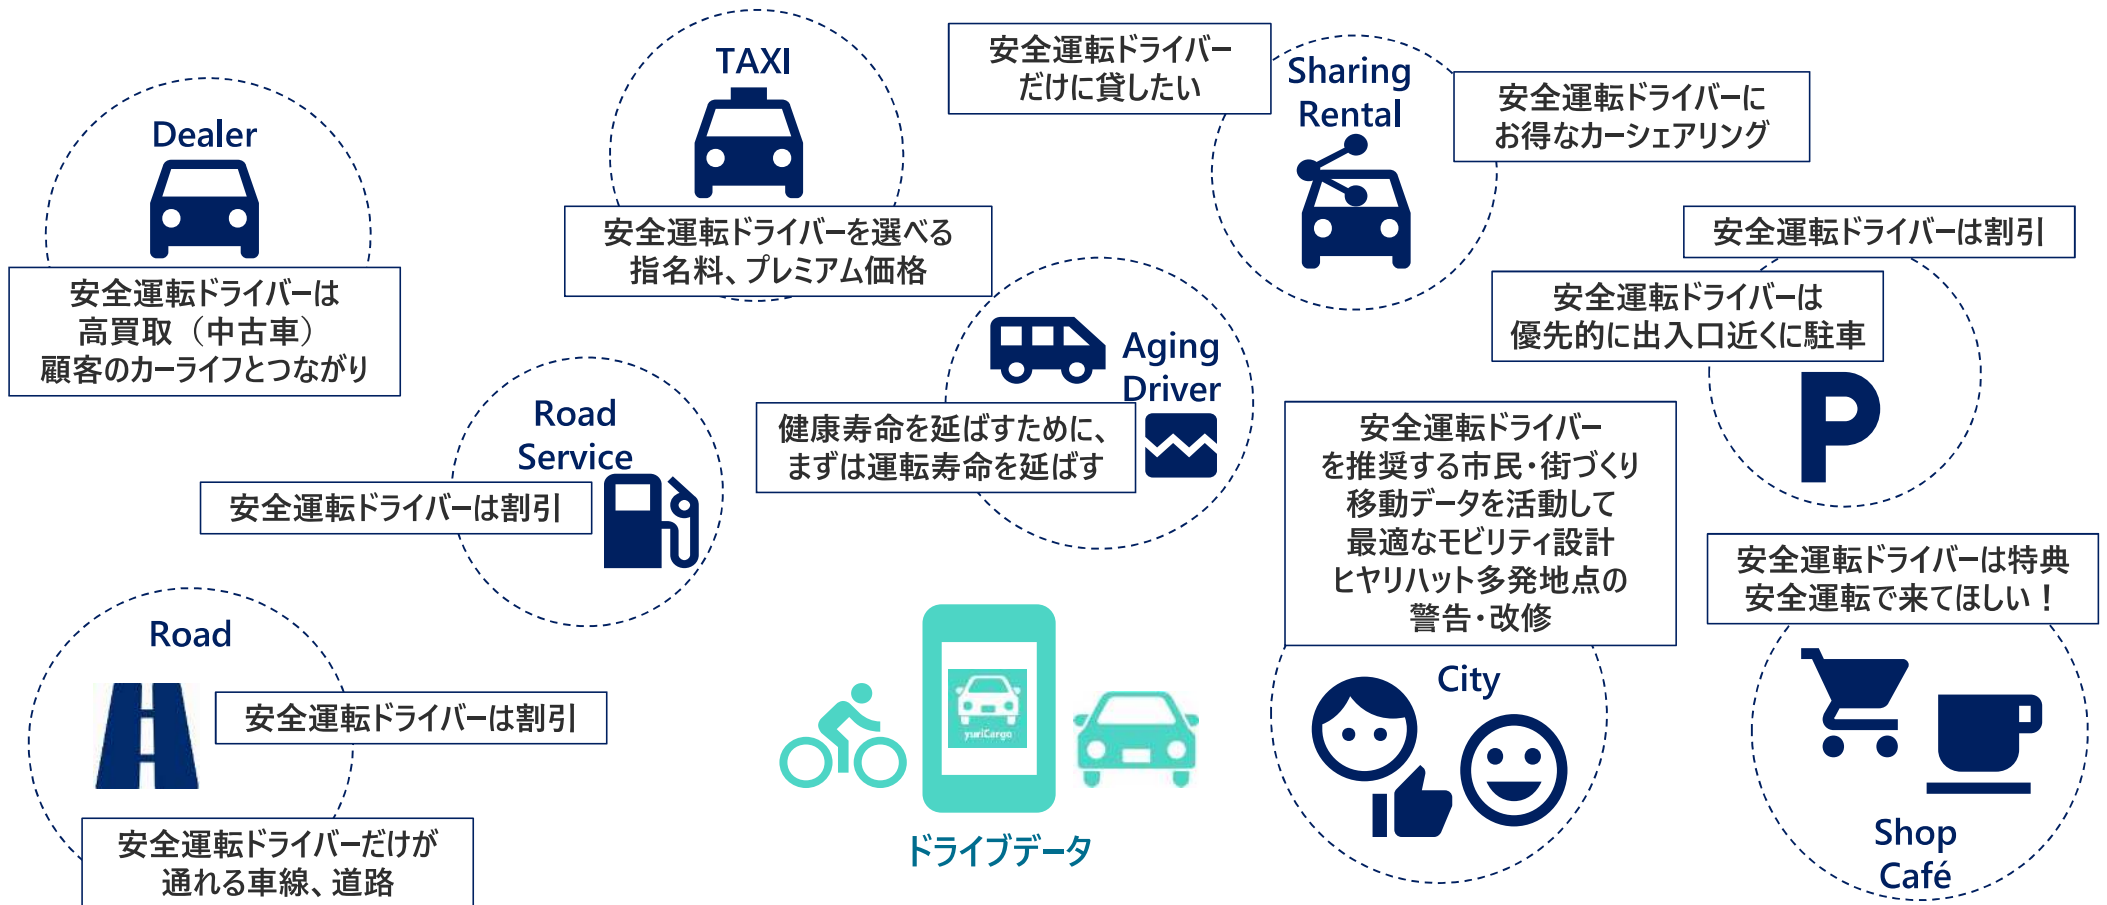 Dealer
安全運転ドライバーは
高買取（中古車）
顧客のカーライフとつながり
TAXI
安全運転ドライバーを選べる
指名料、プレミアム価格
安全運転ドライバー
だけに貸したい
Sharing
Rental
安全運転ドライバーに
お得なカーシェアリング
安全運転ドライバーは割引
安全運転ドライバーは
優先的に出入口近くに駐車
P
Road
Service
安全運転ドライバーは割引
Aging
Driver
健康寿命を延ばすために、
まずは運転寿命を延ばす
安全運転ドライバー
を推奨する市民・街づくり
移動データを活動して
最適なモビリティ設計
ヒヤリハット多発地点の
警告・改修
City
安全運転ドライバーは特典
安全運転で来てほしい！
Shop
Café
Road
安全運転ドライバーは割引
安全運転ドライバーだけが
通れる車線、道路
yuriCargo
ドライブデータ